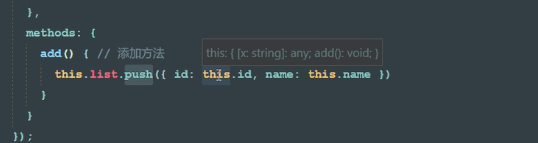 },
methods: {
add() { // 添加方法
this: { [x: string]: any; add(): void; }
this.list.push({ id: this.id, name: this.name })
}
}
});